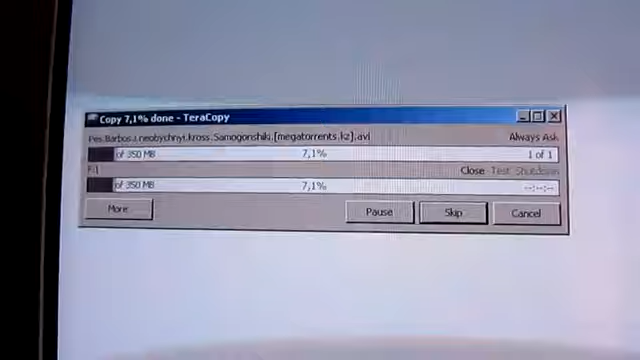 Copy 7,1% done - TeraCopy
Pes.Barbos.i.neobychnyi.kross.Samogonshiki.[megatorrents.kz].avi Always Ask
of 350 MB 7,1% 1 of 1
F:\ Close Test Shutdown
of 350 MB 7,1% --:--:--
More Pause Skip Cancel